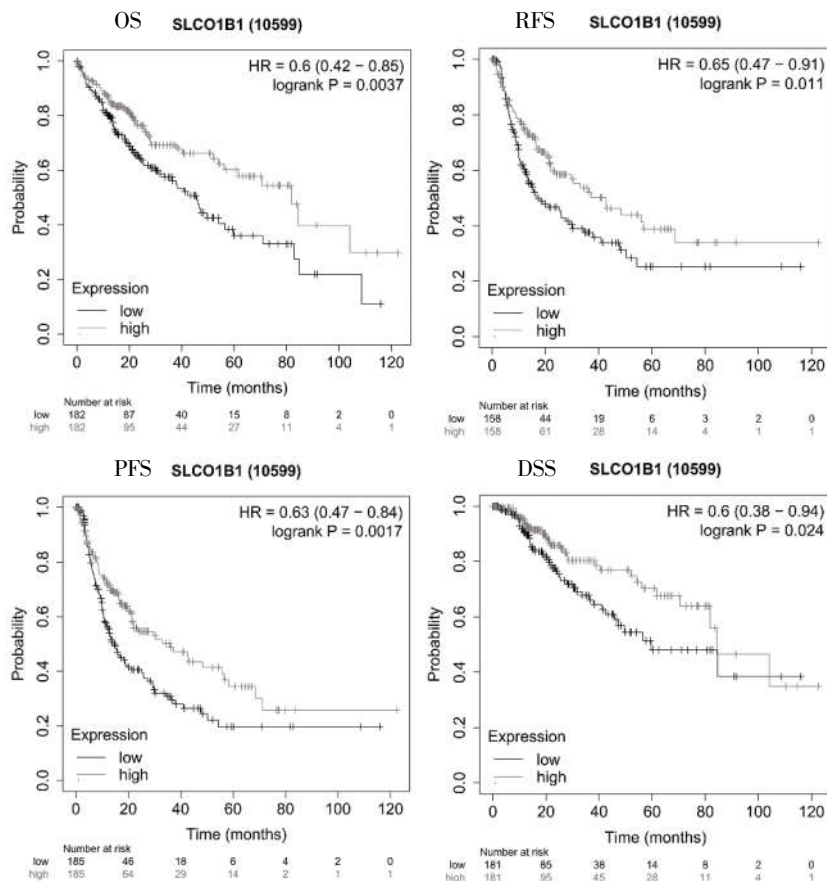 OS SLCO1B1 (10599)
HR = 0.6 (0.42 − 0.85)
logrank P = 0.0037
Probability
1.0
0.8
0.6
0.4
0.2
0.0
Expression
low
high
0 20 40 60 80 100 120
Time (months)
Number at risk
low 182 87 40 15 8 2 0
high 182 95 44 27 11 4 1
RFS SLCO1B1 (10599)
HR = 0.65 (0.47 − 0.91)
logrank P = 0.011
Probability
1.0
0.8
0.6
0.4
0.2
0.0
Expression
low
high
0 20 40 60 80 100 120
Time (months)
Number at risk
low 158 44 19 6 3 2 0
high 158 61 28 14 4 1 1
PFS SLCO1B1 (10599)
HR = 0.63 (0.47 − 0.84)
logrank P = 0.0017
Probability
1.0
0.8
0.6
0.4
0.2
0.0
Expression
low
high
0 20 40 60 80 100 120
Time (months)
Number at risk
low 185 46 18 6 4 2 0
high 185 64 29 14 2 1 1
DSS SLCO1B1 (10599)
HR = 0.6 (0.38 − 0.94)
logrank P = 0.024
Probability
1.0
0.8
0.6
0.4
0.2
0.0
Expression
low
high
0 20 40 60 80 100 120
Time (months)
Number at risk
low 181 85 38 14 8 2 0
high 181 95 45 28 11 4 1